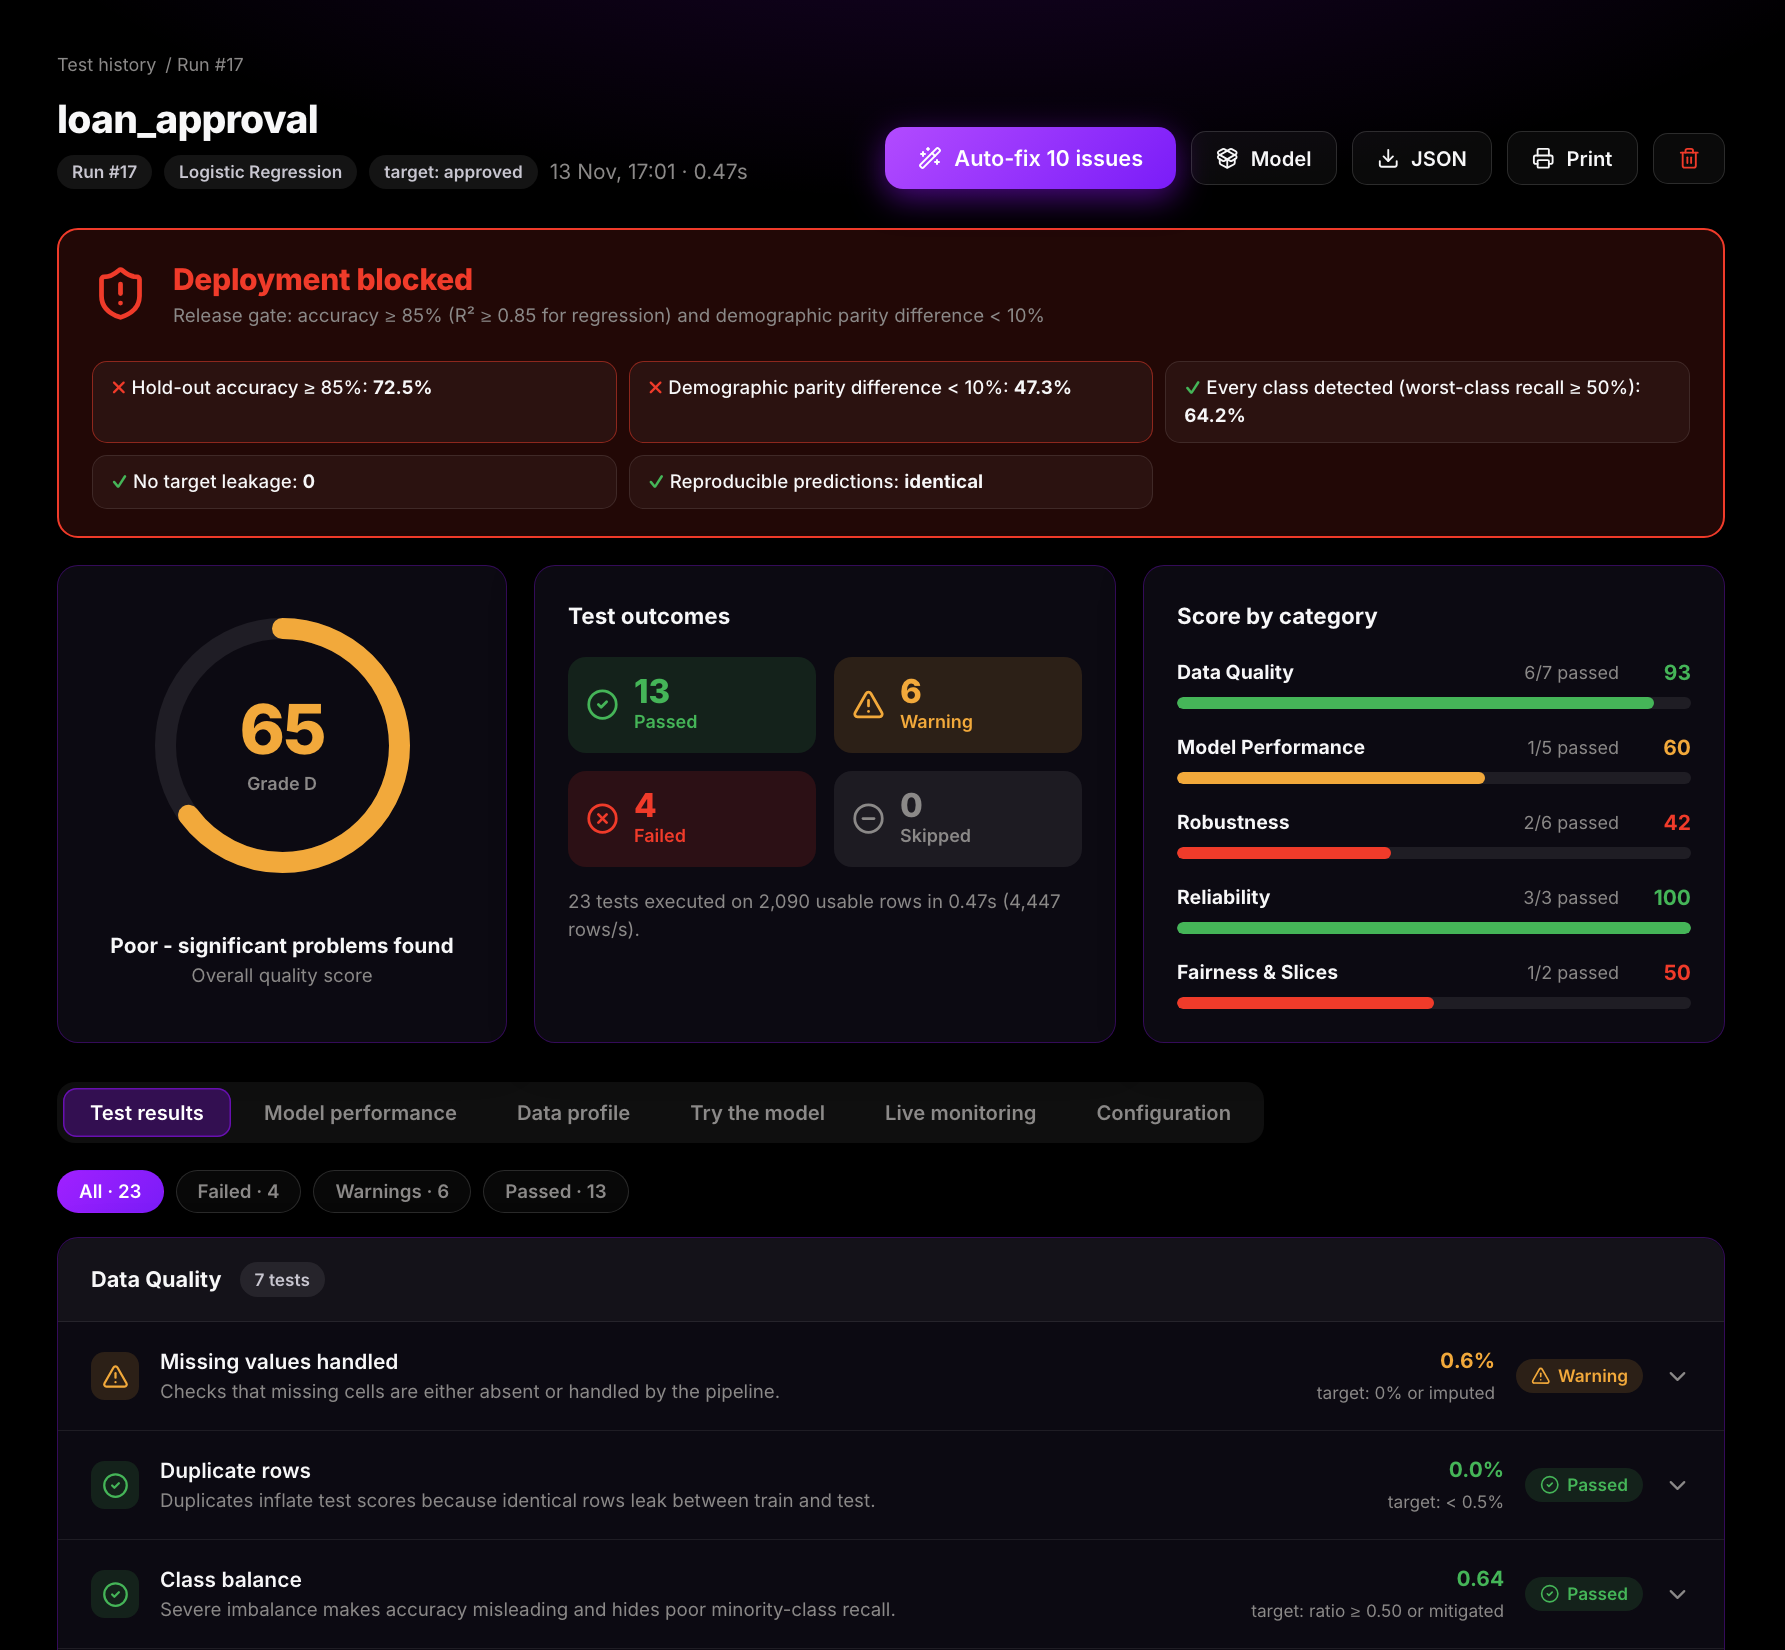 Test history / Run #17
loan_approval
Run #17 Logistic Regression target: approved 13 Nov, 17:01 · 0.47s
Auto-fix 10 issues Model JSON Print
Deployment blocked
Release gate: accuracy ≥ 85% (R² ≥ 0.85 for regression) and demographic parity difference < 10%
Hold-out accuracy ≥ 85%: 72.5%
Demographic parity difference < 10%: 47.3%
Every class detected (worst-class recall ≥ 50%):
64.2%
No target leakage: 0
Reproducible predictions: identical
65
Grade D
Poor - significant problems found
Overall quality score
Test outcomes
13
Passed
6
Warning
4
Failed
0
Skipped
23 tests executed on 2,090 usable rows in 0.47s (4,447
rows/s).
Score by category
Data Quality 6/7 passed 93
Model Performance 1/5 passed 60
Robustness 2/6 passed 42
Reliability 3/3 passed 100
Fairness & Slices 1/2 passed 50
Test results Model performance Data profile Try the model Live monitoring Configuration
All · 23 Failed · 4 Warnings · 6 Passed · 13
Data Quality 7 tests
Missing values handled
Checks that missing cells are either absent or handled by the pipeline.
0.6%
target: 0% or imputed
Warning
Duplicate rows
Duplicates inflate test scores because identical rows leak between train and test.
0.0%
target: < 0.5%
Passed
Class balance
Severe imbalance makes accuracy misleading and hides poor minority-class recall.
0.64
target: ratio ≥ 0.50 or mitigated
Passed